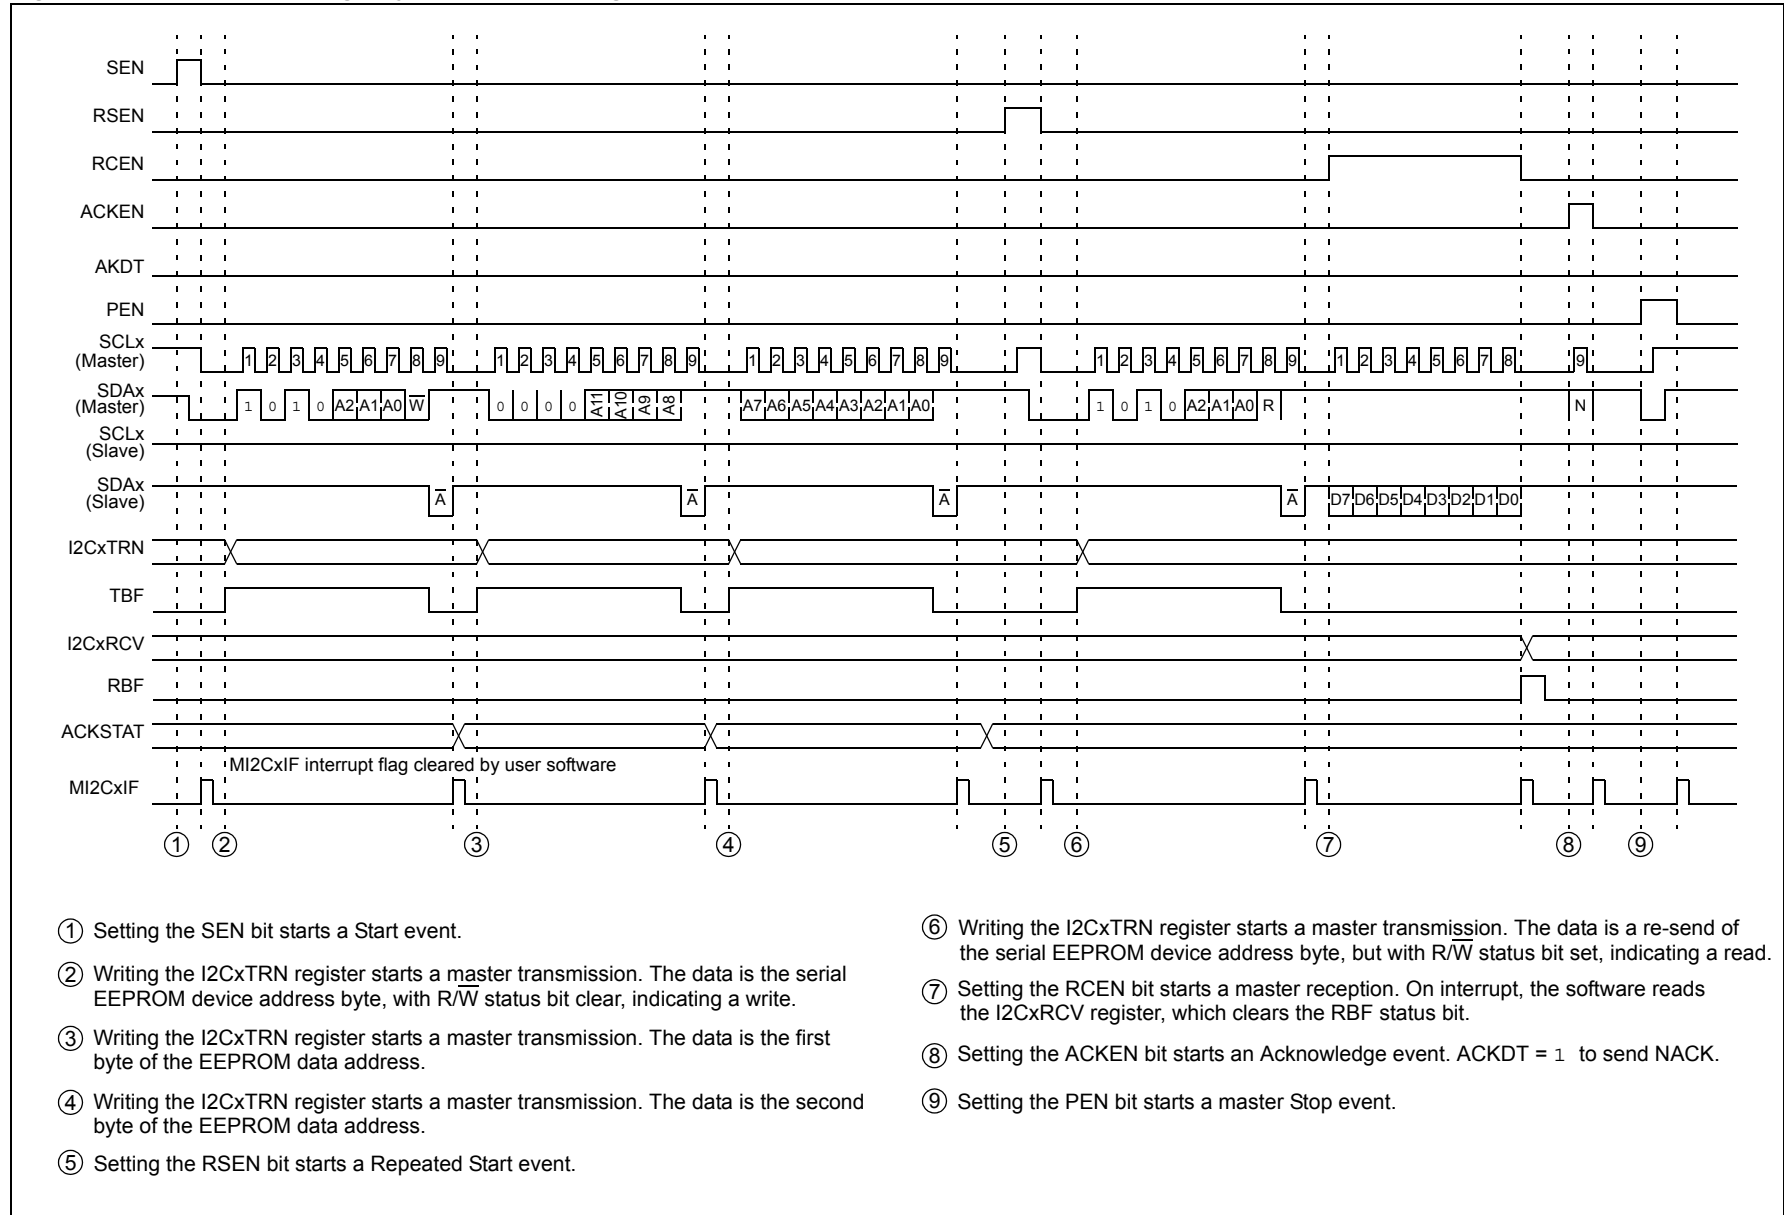 SEN
RSEN
RCEN
ACKEN
AKDT
PEN
SCLx
(Master)
1 2 3 4 5 6 7 8 9 1 2 3 4 5 6 7 8 9 1 2 3 4 5 6 7 8 9 1 2 3 4 5 6 7 8 9 1 2 3 4 5 6 7 8 9
SDAx
(Master)
1 0 1 0 A2 A1 A0 W̅ 0 0 0 0 A11 A10 A9 A8 A7 A6 A5 A4 A3 A2 A1 A0 1 0 1 0 A2 A1 A0 R N
SCLx
(Slave)
SDAx
(Slave)
A̅ A̅ A̅ A̅ D7 D6 D5 D4 D3 D2 D1 D0
I2CxTRN
TBF
I2CxRCV
RBF
ACKSTAT
MI2CxIF interrupt flag cleared by user software
MI2CxIF
① ② ③ ④ ⑤ ⑥ ⑦ ⑧ ⑨
① Setting the SEN bit starts a Start event.
② Writing the I2CxTRN register starts a master transmission. The data is the serial
EEPROM device address byte, with R/W̅ status bit clear, indicating a write.
③ Writing the I2CxTRN register starts a master transmission. The data is the first
byte of the EEPROM data address.
④ Writing the I2CxTRN register starts a master transmission. The data is the second
byte of the EEPROM data address.
⑤ Setting the RSEN bit starts a Repeated Start event.
⑥ Writing the I2CxTRN register starts a master transmission. The data is a re-send of
the serial EEPROM device address byte, but with R/W̅ status bit set, indicating a read.
⑦ Setting the RCEN bit starts a master reception. On interrupt, the software reads
the I2CxRCV register, which clears the RBF status bit.
⑧ Setting the ACKEN bit starts an Acknowledge event. ACKDT = 1 to send NACK.
⑨ Setting the PEN bit starts a master Stop event.